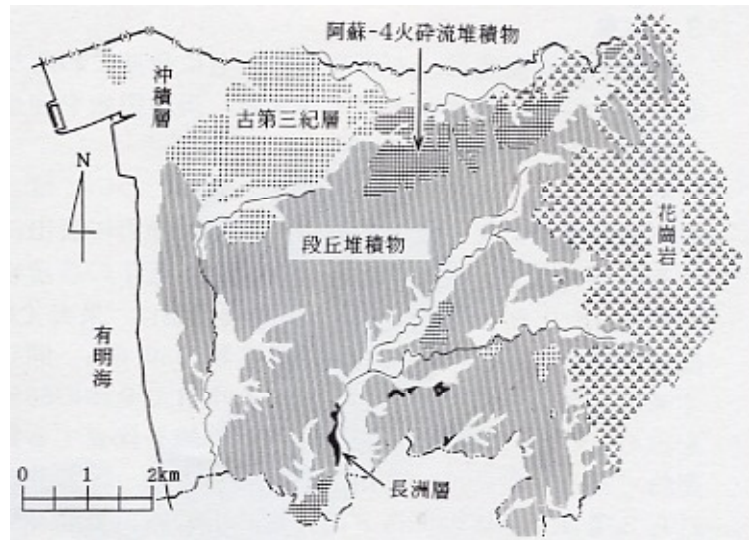 阿蘇-4火砕流堆積物
沖積層
古第三紀層
N
段丘堆積物
花崗岩
有明海
0 1 2km
長洲層